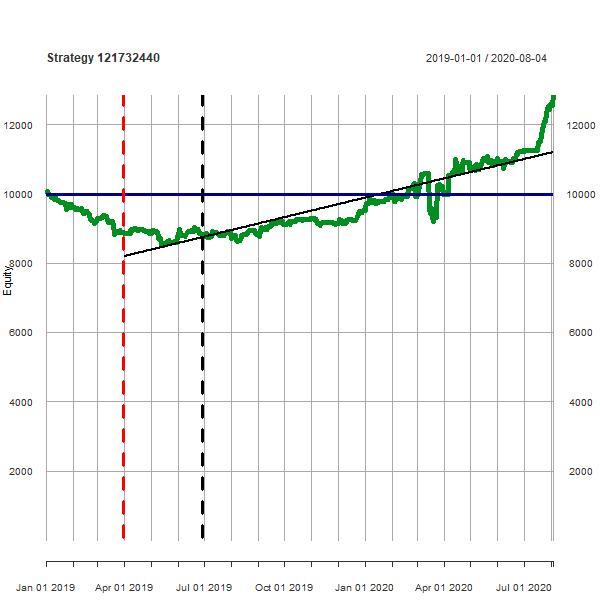 Strategy 121732440
2019-01-01 / 2020-08-04
12000
12000
10000
10000
8000
8000
Equity
6000
6000
4000
4000
2000
2000
Jan 01 2019
Apr 01 2019
Jul 01 2019
Oct 01 2019
Jan 01 2020
Apr 01 2020
Jul 01 2020